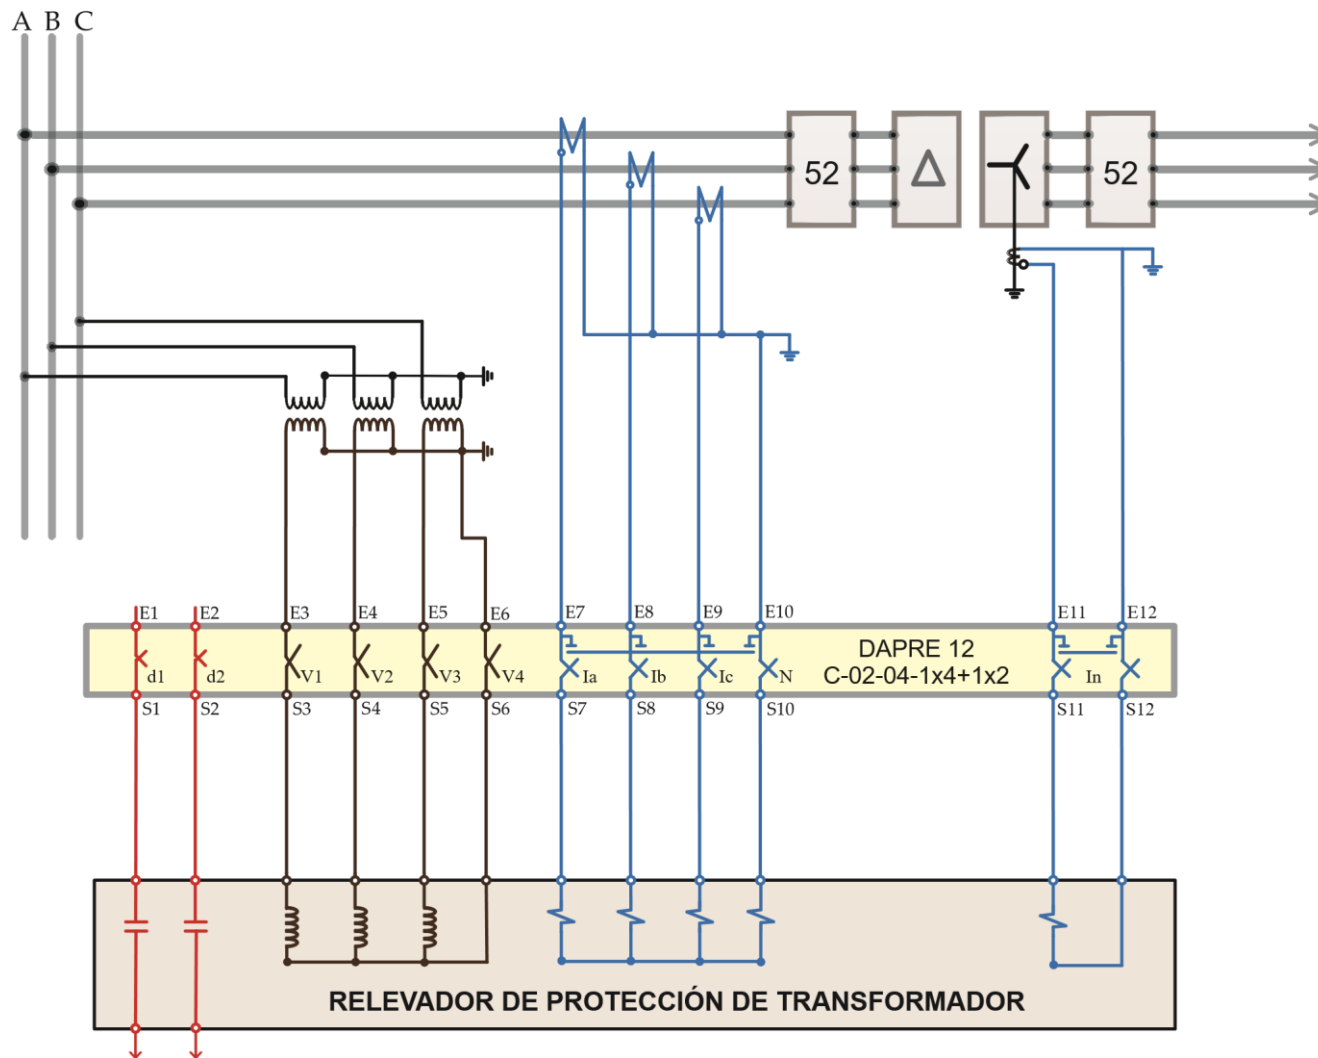 A B C
52
52
E1 E2 E3 E4 E5 E6 E7 E8 E9 E10 E11 E12
DAPRE 12
C-02-04-1x4+1x2
d1 d2 V1 V2 V3 V4 Ia Ib Ic N In
S1 S2 S3 S4 S5 S6 S7 S8 S9 S10 S11 S12
RELEVADOR DE PROTECCIÓN DE TRANSFORMADOR